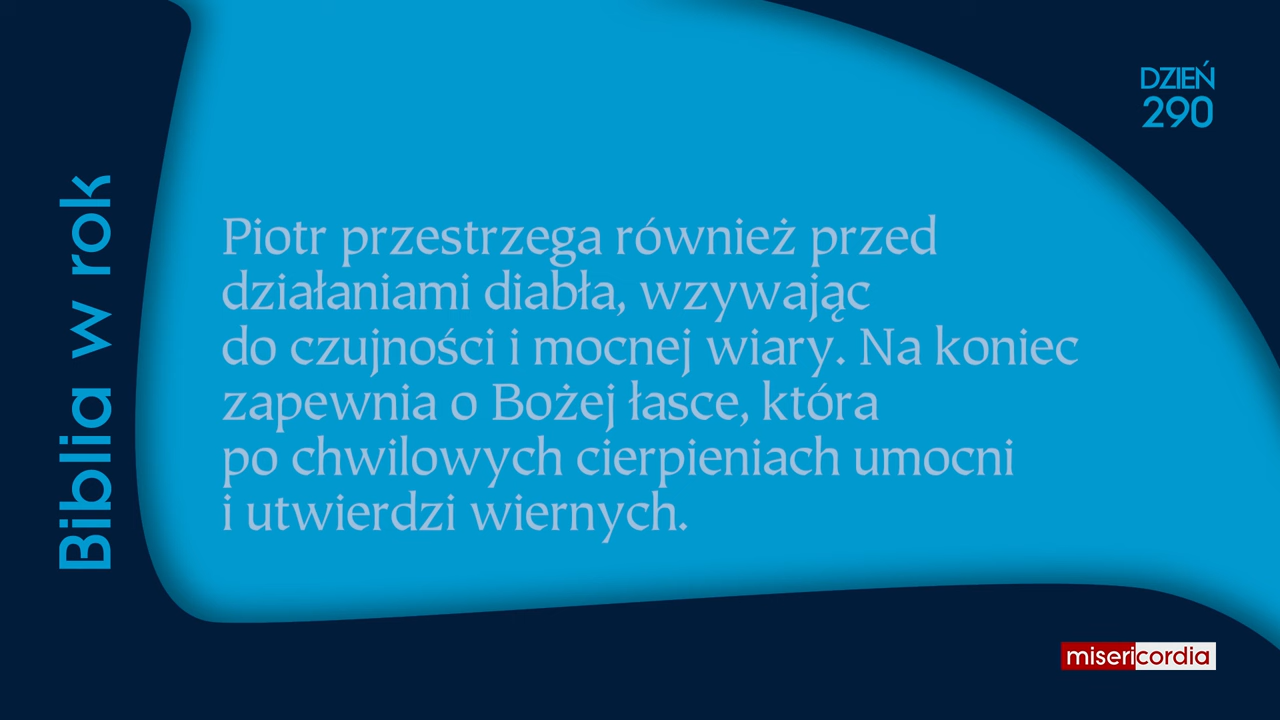 Biblia w rok
DZIEŃ
290
Piotr przestrzega również przed
działaniami diabła, wzywając
do czujności i mocnej wiary. Na koniec
zapewnia o Bożej łasce, która
po chwilowych cierpieniach umocni
i utwierdzi wiernych.
misericordia